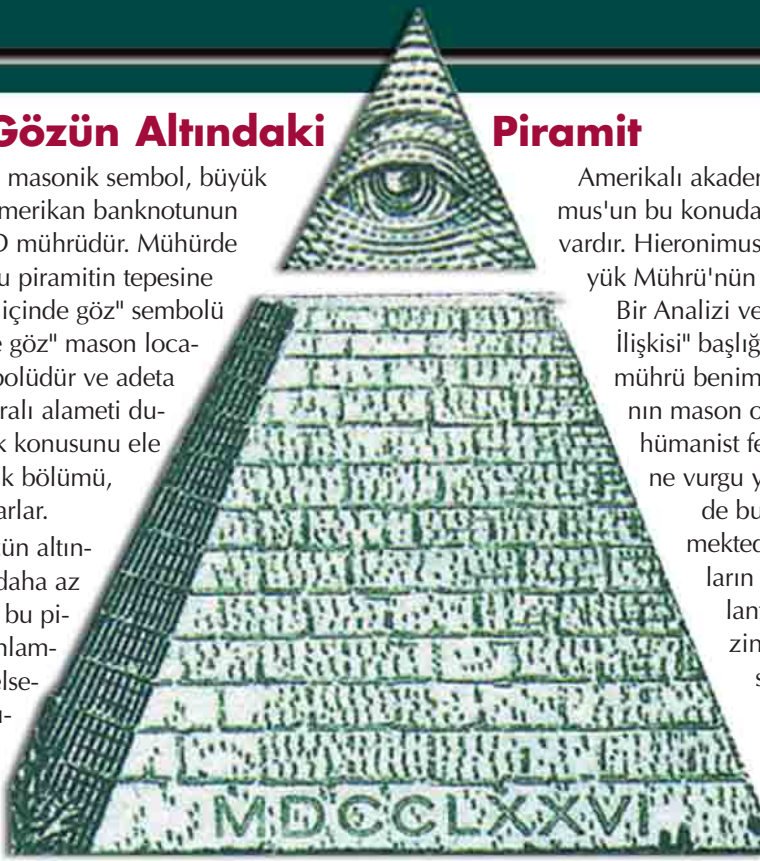 Gözün Altındaki Piramit
masonik sembol, büyük
merikan banknotunun
D mührüdür. Mühürde
u piramitin tepesine
içinde göz" sembolü
e göz" mason loca-
bolüdür ve adeta
ralı alameti du-
k konusunu ele
k bölümü,
arlar.
ün altın-
daha az
bu pi-
nlam-
else-
Amerikalı akade
mus'un bu konuda
vardır. Hieronimus
yük Mührü'nün
Bir Analizi ve
İlişkisi" başlığ
mührü benim
nın mason o
hümanist fe
ne vurgu y
de bu
mekted
ların
lan
zin
s
MDCCLXXVI